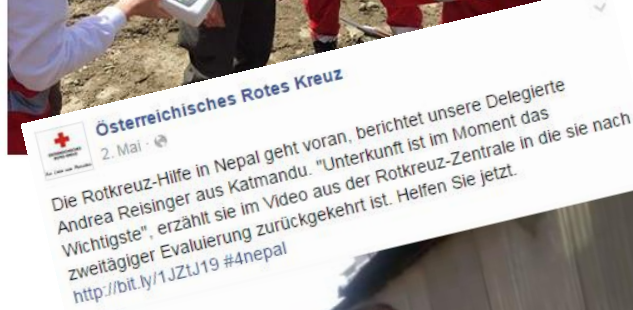 Österreichisches Rotes Kreuz
2. Mai ·
Die Rotkreuz-Hilfe in Nepal geht voran, berichtet unsere Delegierte
Andrea Reisinger aus Katmandu. "Unterkunft ist im Moment das
Wichtigste", erzählt sie im Video aus der Rotkreuz-Zentrale in die sie nach
zweitägiger Evaluierung zurückgekehrt ist. Helfen Sie jetzt.
http://bit.ly/1JZtJ19 #4nepal